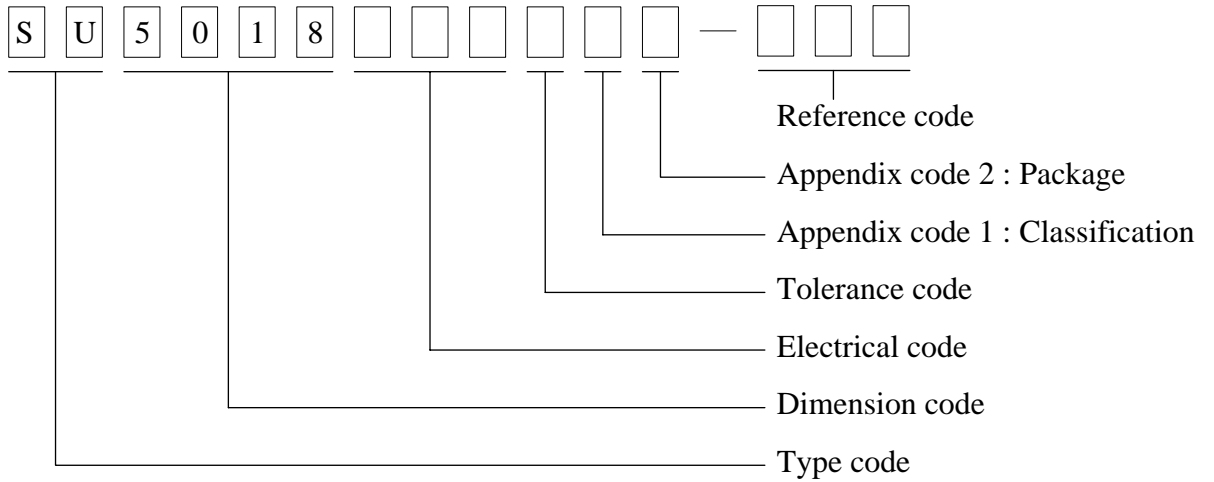 S U 5 0 1 8 —
Reference code
Appendix code 2 : Package
Appendix code 1 : Classification
Tolerance code
Electrical code
Dimension code
Type code